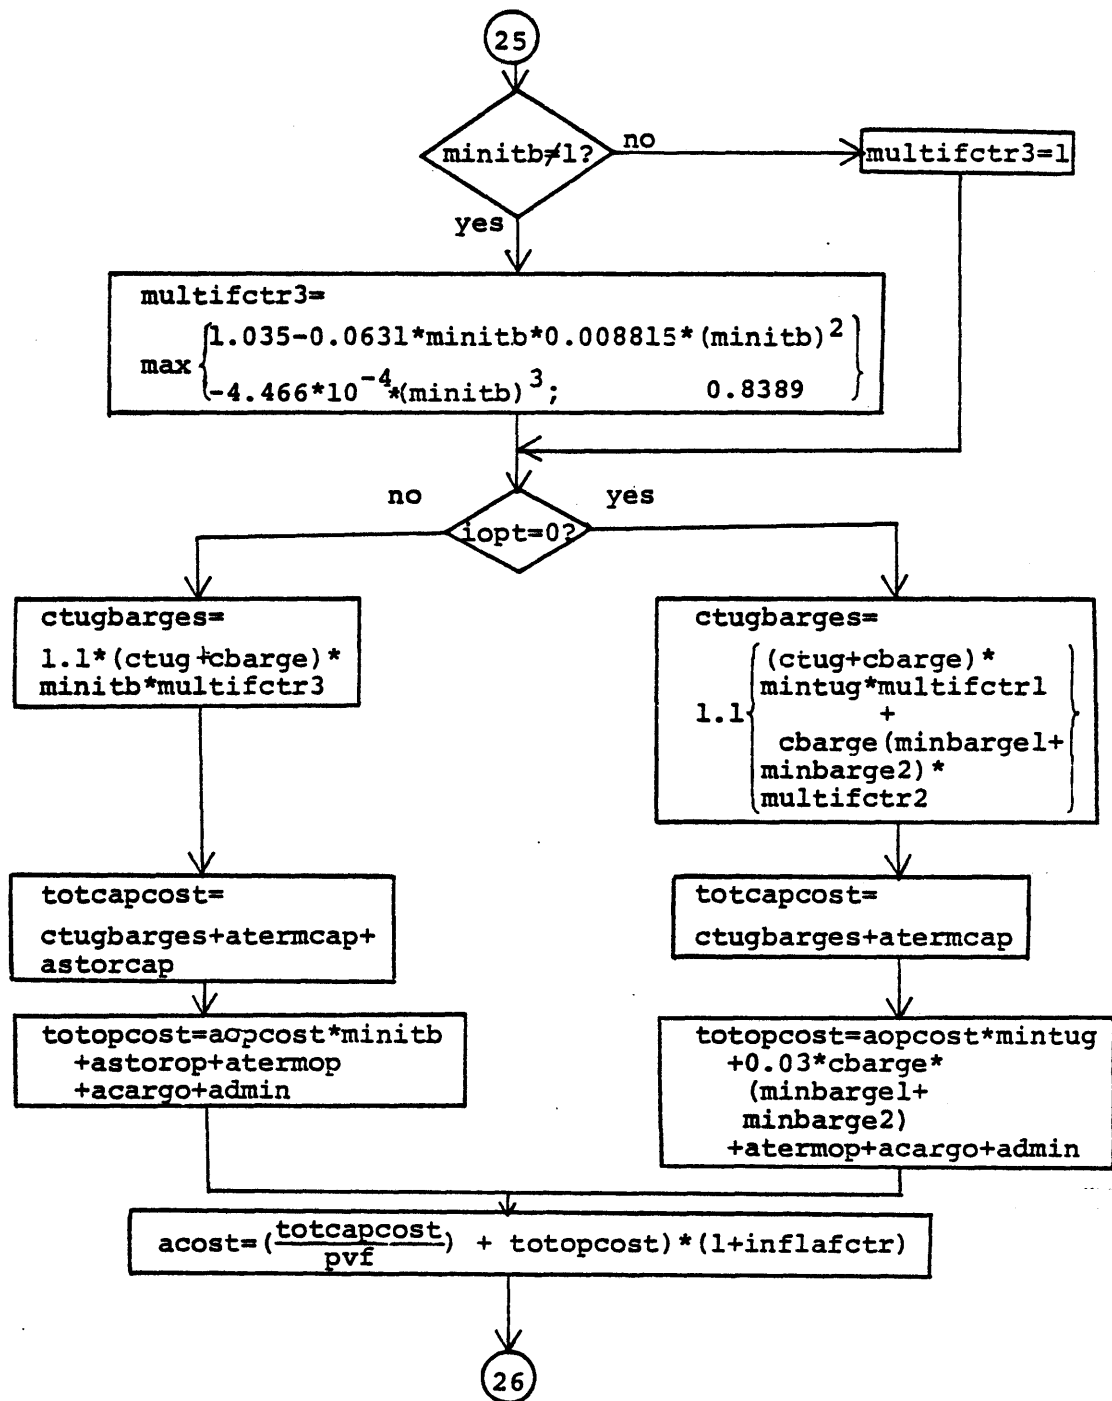 25
minitb≠1?
no
multifctr3=1
yes
multifctr3=
max { 1.035-0.0631*minitb*0.008815*(minitb)^2
-4.466*10^-4*(minitb)^3; 0.8389 }
no
yes
iopt=0?
ctugbarges=
1.1*(ctug+cbarge)*
minitb*multifctr3
totcapcost=
ctugbarges+atermcap+
astorcap
totopcost=aopcost*minitb
+astorop+atermop
+acargo+admin
ctugbarges=
(ctug+cbarge)*
mintug*multifctr1
1.1{ + }
cbarge(minbarge1+
minbarge2)*
multifctr2
totcapcost=
ctugbarges+atermcap
totopcost=aopcost*mintug
+0.03*cbarge*
(minbarge1+
minbarge2)
+atermop+acargo+admin
acost=(totcapcost/pvf) + totopcost)*(1+inflafctr)
26